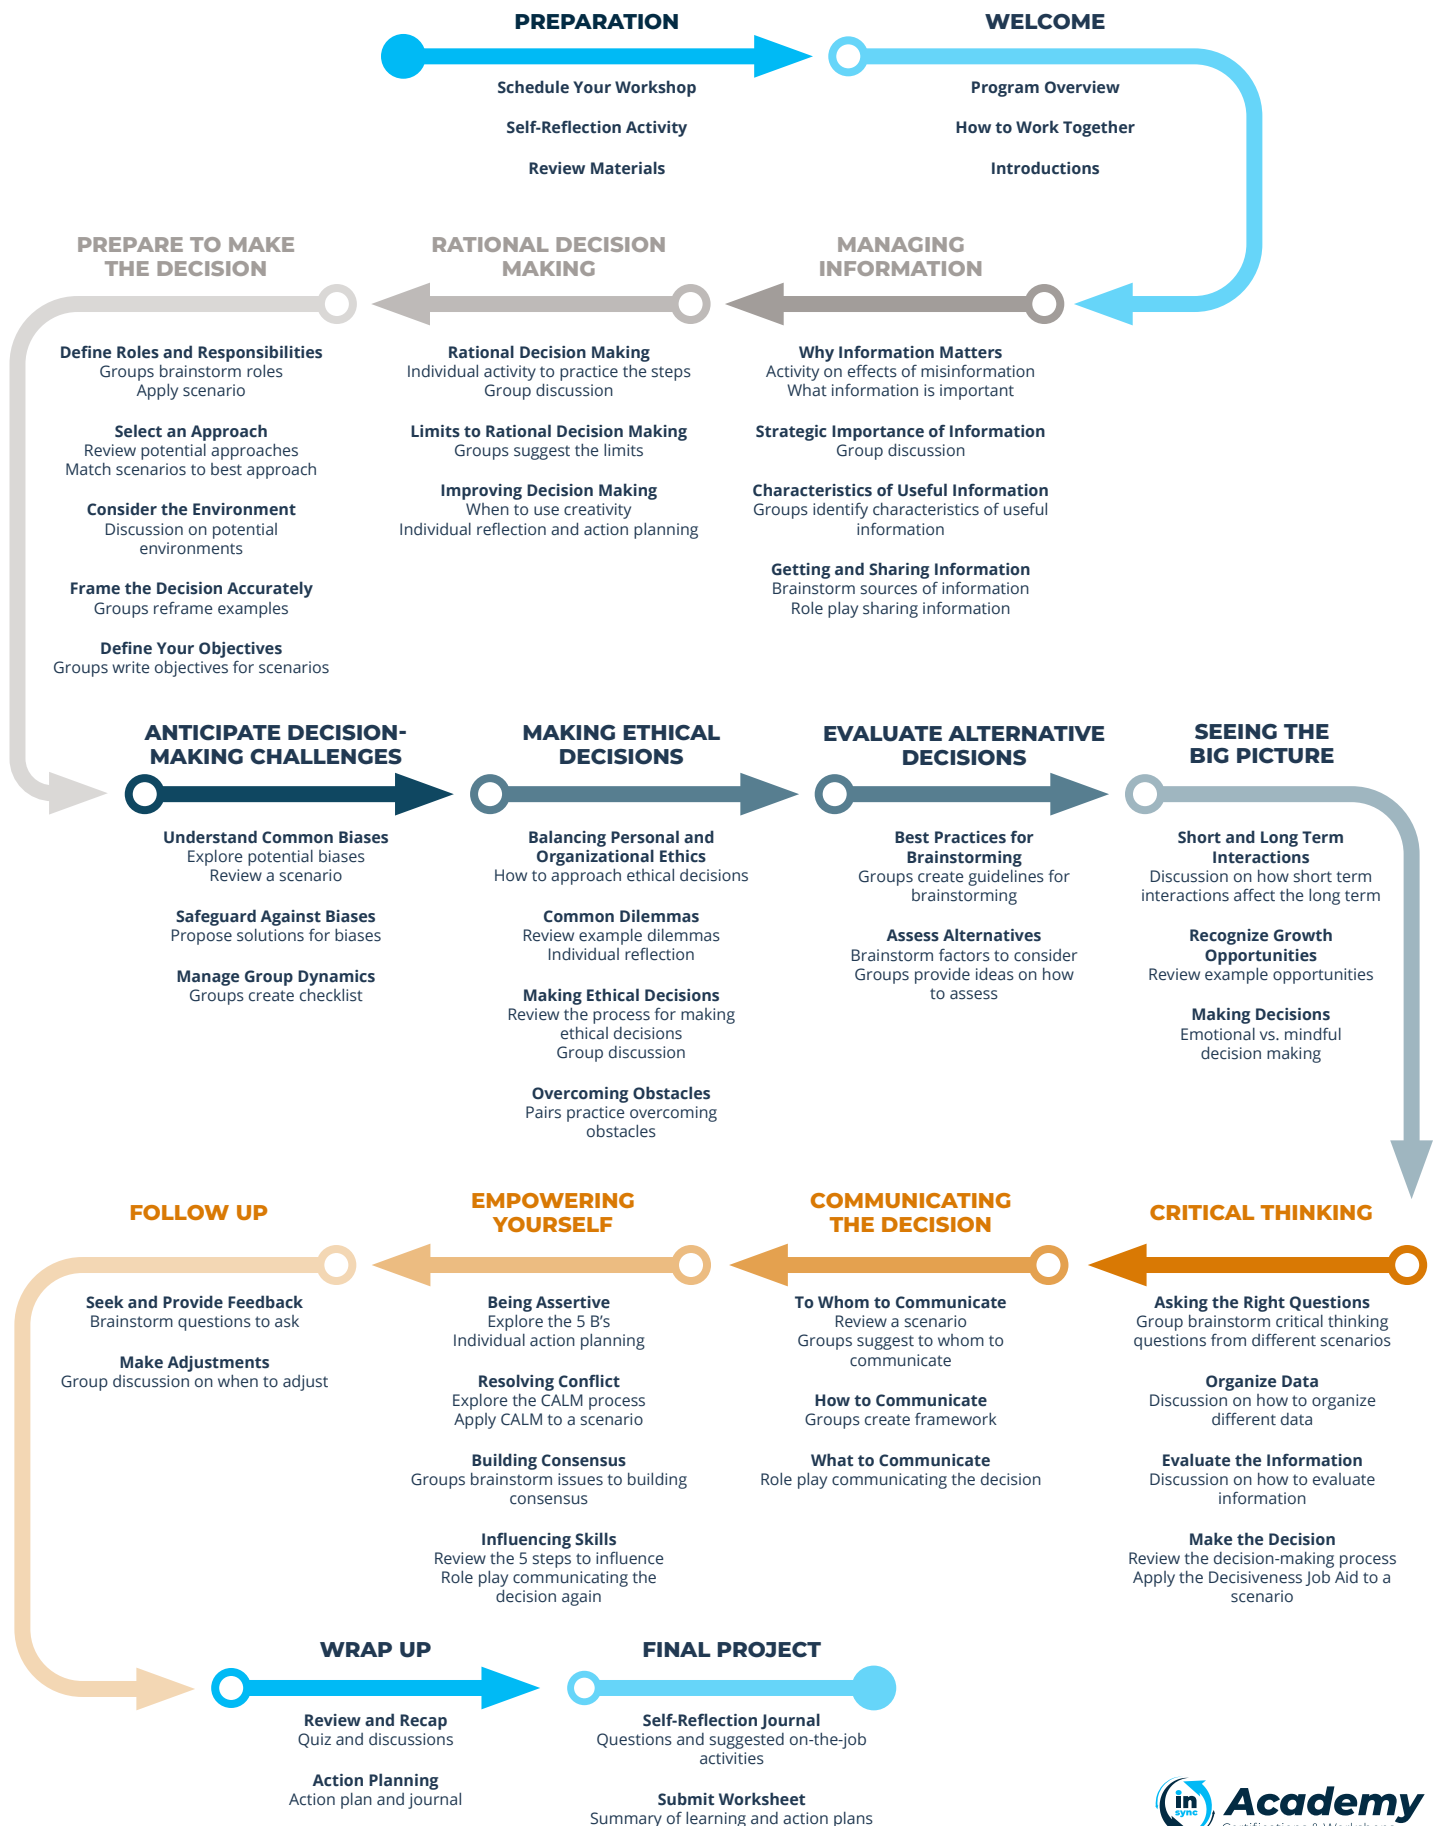 PREPARATION
Schedule Your Workshop
Self-Reflection Activity
Review Materials
WELCOME
Program Overview
How to Work Together
Introductions
MANAGING
INFORMATION
Why Information Matters
Activity on effects of misinformation
What information is important
Strategic Importance of Information
Group discussion
Characteristics of Useful Information
Groups identify characteristics of useful
information
Getting and Sharing Information
Brainstorm sources of information
Role play sharing information
RATIONAL DECISION
MAKING
Rational Decision Making
Individual activity to practice the steps
Group discussion
Limits to Rational Decision Making
Groups suggest the limits
Improving Decision Making
When to use creativity
Individual reflection and action planning
PREPARE TO MAKE
THE DECISION
Define Roles and Responsibilities
Groups brainstorm roles
Apply scenario
Select an Approach
Review potential approaches
Match scenarios to best approach
Consider the Environment
Discussion on potential
environments
Frame the Decision Accurately
Groups reframe examples
Define Your Objectives
Groups write objectives for scenarios
ANTICIPATE DECISION-
MAKING CHALLENGES
Understand Common Biases
Explore potential biases
Review a scenario
Safeguard Against Biases
Propose solutions for biases
Manage Group Dynamics
Groups create checklist
MAKING ETHICAL
DECISIONS
Balancing Personal and
Organizational Ethics
How to approach ethical decisions
Common Dilemmas
Review example dilemmas
Individual reflection
Making Ethical Decisions
Review the process for making
ethical decisions
Group discussion
Overcoming Obstacles
Pairs practice overcoming
obstacles
EVALUATE ALTERNATIVE
DECISIONS
Best Practices for
Brainstorming
Groups create guidelines for
brainstorming
Assess Alternatives
Brainstorm factors to consider
Groups provide ideas on how
to assess
SEEING THE
BIG PICTURE
Short and Long Term
Interactions
Discussion on how short term
interactions affect the long term
Recognize Growth
Opportunities
Review example opportunities
Making Decisions
Emotional vs. mindful
decision making
CRITICAL THINKING
Asking the Right Questions
Group brainstorm critical thinking
questions from different scenarios
Organize Data
Discussion on how to organize
different data
Evaluate the Information
Discussion on how to evaluate
information
Make the Decision
Review the decision-making process
Apply the Decisiveness Job Aid to a
scenario
COMMUNICATING
THE DECISION
To Whom to Communicate
Review a scenario
Groups suggest to whom to
communicate
How to Communicate
Groups create framework
What to Communicate
Role play communicating the decision
EMPOWERING
YOURSELF
Being Assertive
Explore the 5 B's
Individual action planning
Resolving Conflict
Explore the CALM process
Apply CALM to a scenario
Building Consensus
Groups brainstorm issues to building
consensus
Influencing Skills
Review the 5 steps to influence
Role play communicating the
decision again
FOLLOW UP
Seek and Provide Feedback
Brainstorm questions to ask
Make Adjustments
Group discussion on when to adjust
WRAP UP
Review and Recap
Quiz and discussions
Action Planning
Action plan and journal
FINAL PROJECT
Self-Reflection Journal
Questions and suggested on-the-job
activities
Submit Worksheet
Summary of learning and action plans
in
sync
Academy
Certifications & Workshops